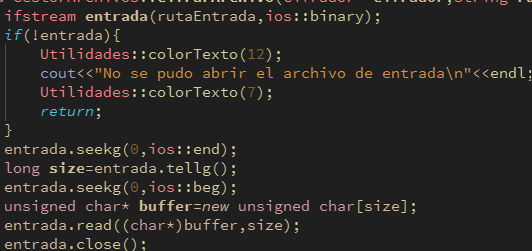 ifstream entrada(rutaEntrada,ios::binary);
if(!entrada){
Utilidades::colorTexto(12);
cout<<"No se pudo abrir el archivo de entrada\n"<<endl;
Utilidades::colorTexto(7);
return;
}
entrada.seekg(0,ios::end);
long size=entrada.tellg();
entrada.seekg(0,ios::beg);
unsigned char* buffer=new unsigned char[size];
entrada.read((char*)buffer,size);
entrada.close();